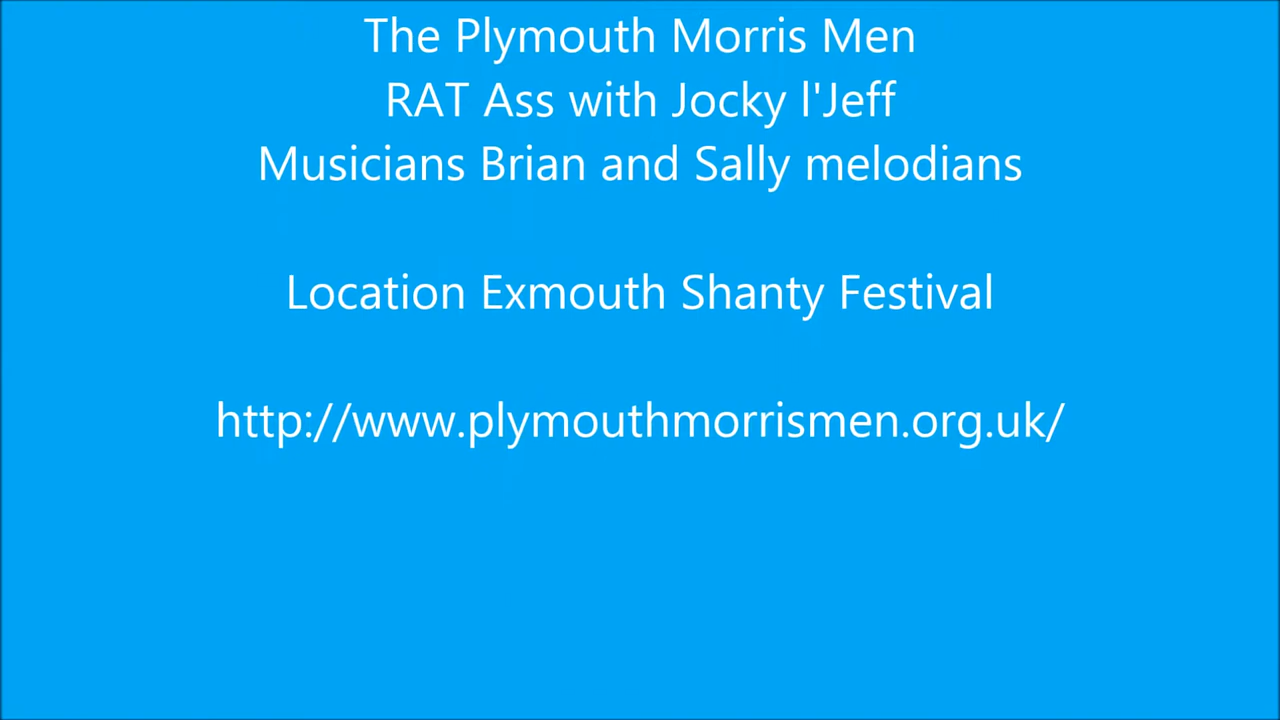 The Plymouth Morris Men
RAT Ass with Jocky l'Jeff
Musicians Brian and Sally melodians
Location Exmouth Shanty Festival
http://www.plymouthmorrismen.org.uk/